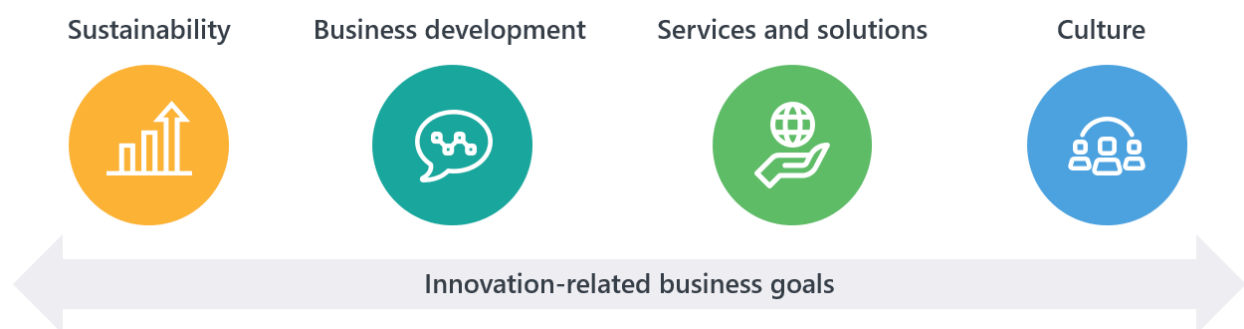 Sustainability
Business development
Services and solutions
Culture
Innovation-related business goals